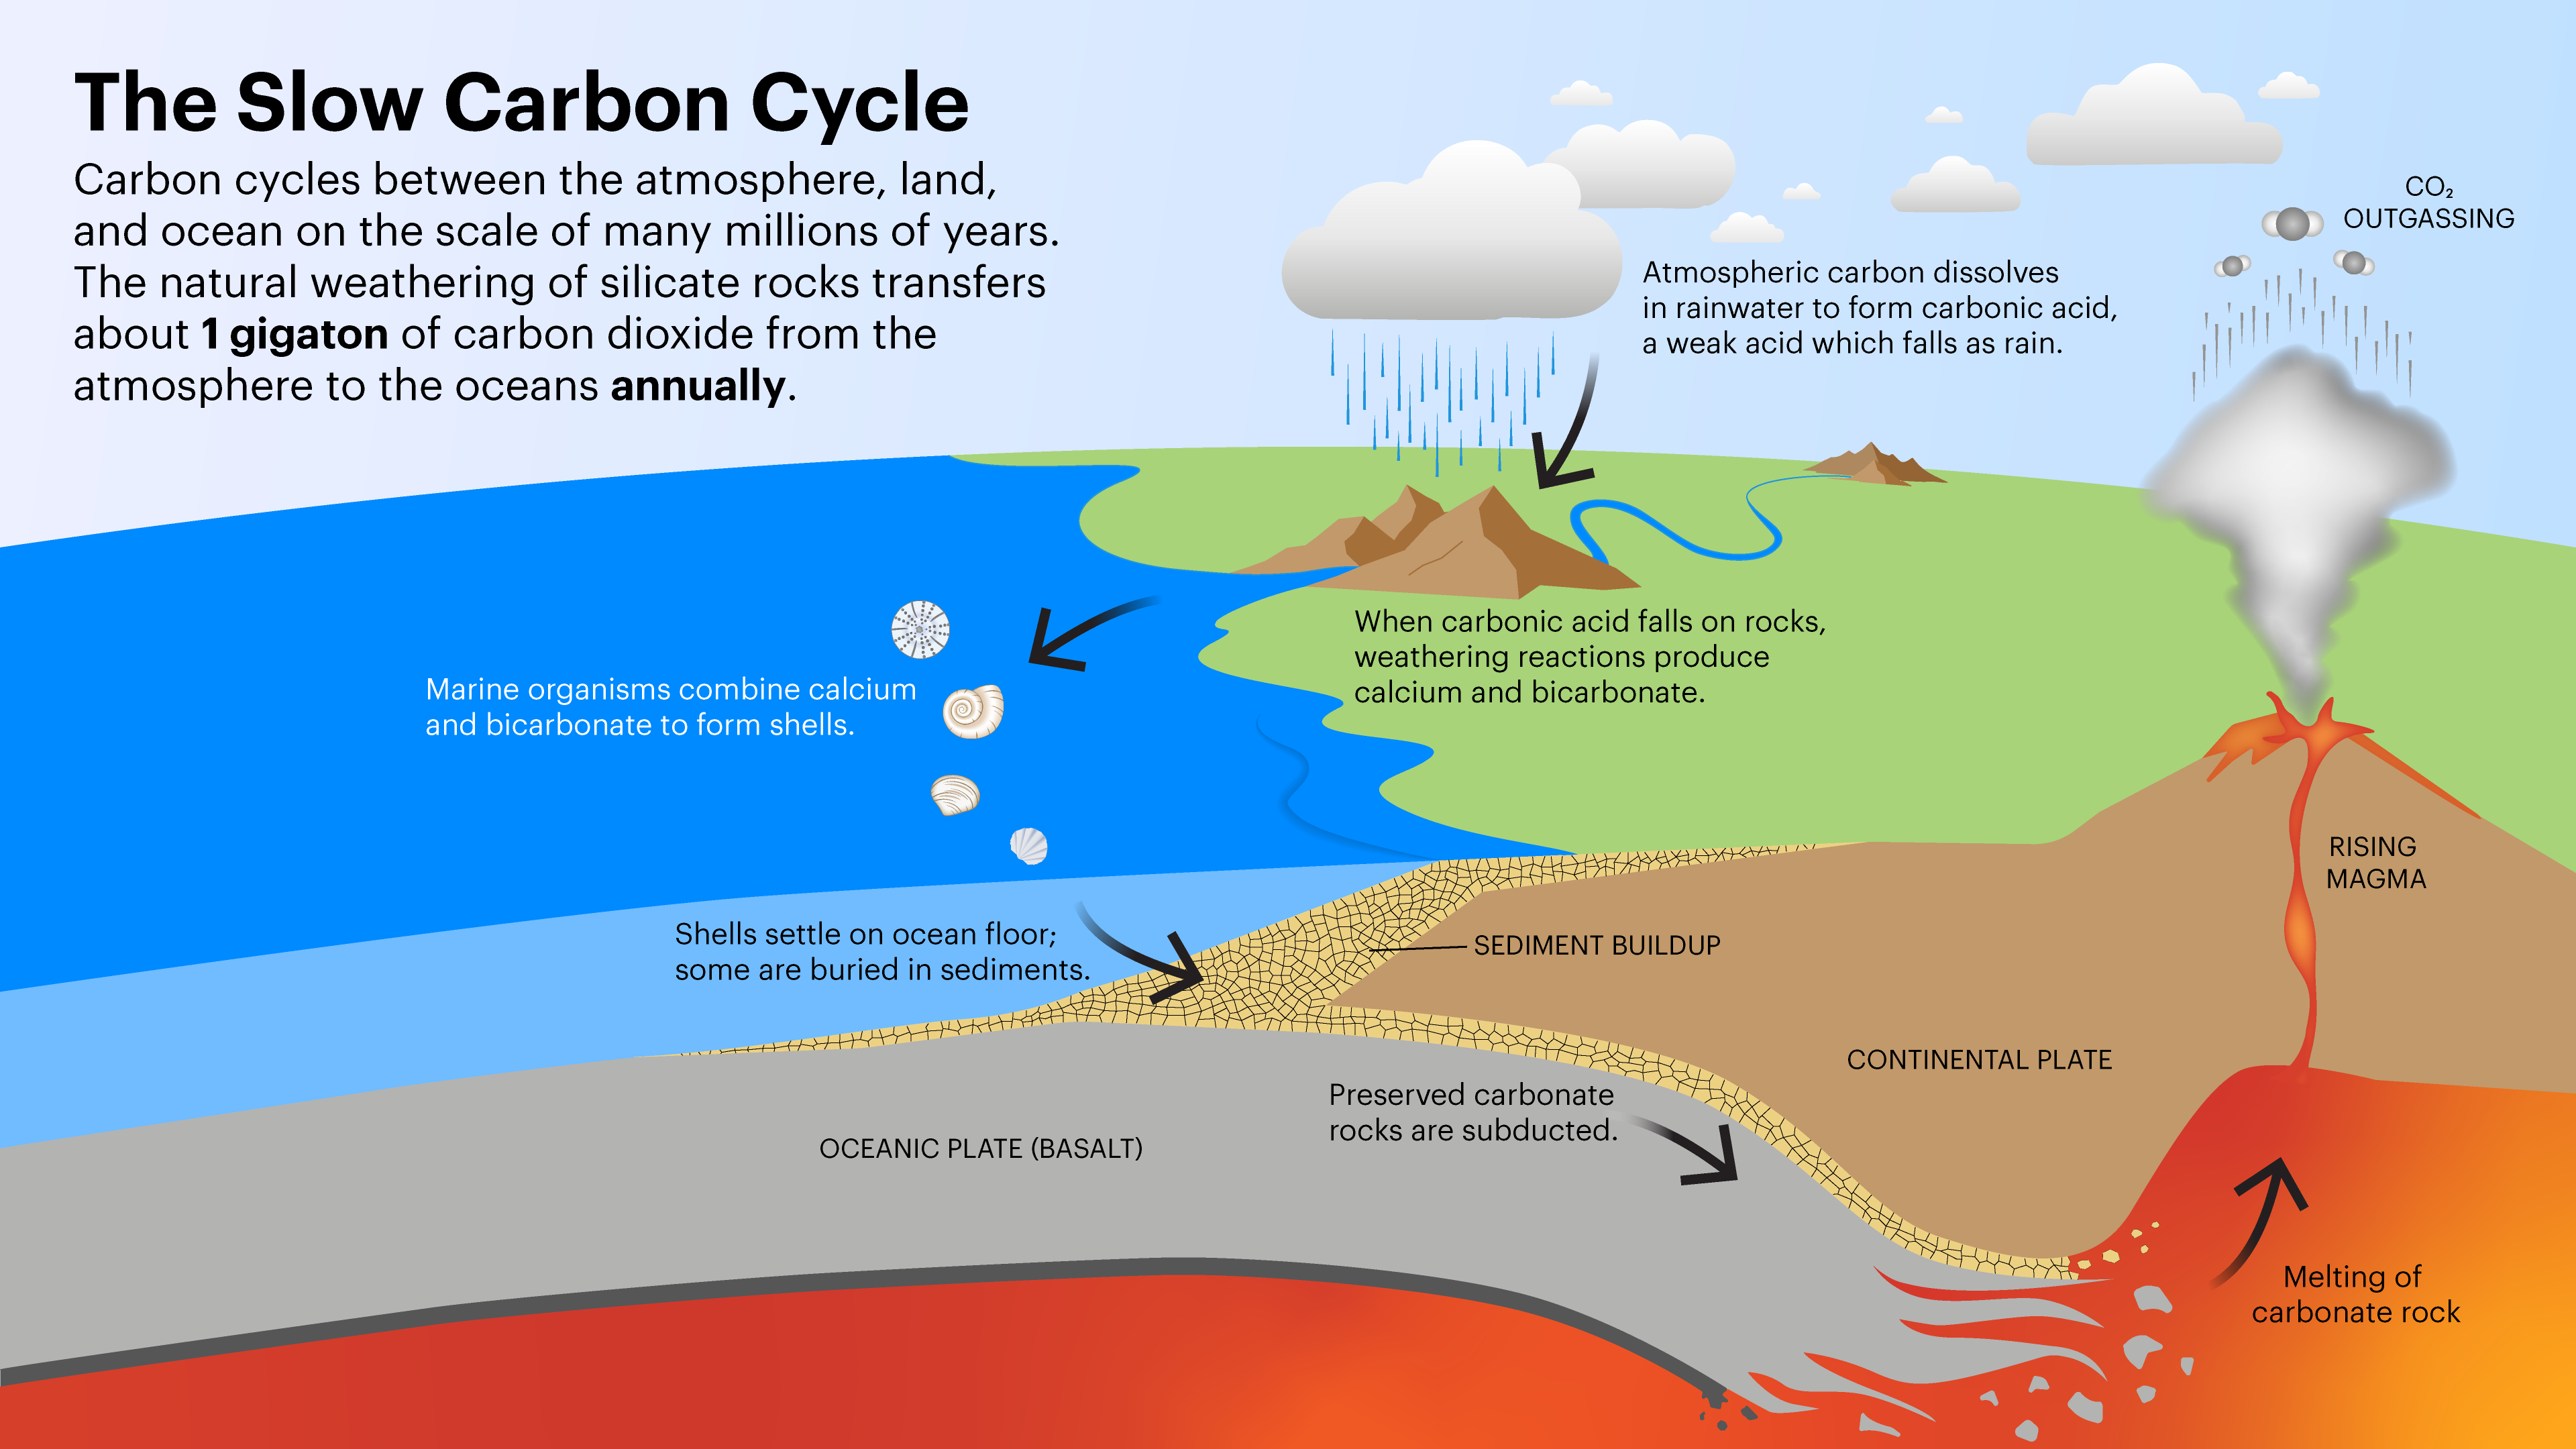 The Slow Carbon Cycle
Carbon cycles between the atmosphere, land,
and ocean on the scale of many millions of years.
The natural weathering of silicate rocks transfers
about 1 gigaton of carbon dioxide from the
atmosphere to the oceans annually.
CO₂
OUTGASSING
Atmospheric carbon dissolves
in rainwater to form carbonic acid,
a weak acid which falls as rain.
When carbonic acid falls on rocks,
weathering reactions produce
calcium and bicarbonate.
Marine organisms combine calcium
and bicarbonate to form shells.
RISING
MAGMA
Shells settle on ocean floor;
some are buried in sediments.
SEDIMENT BUILDUP
CONTINENTAL PLATE
Preserved carbonate
rocks are subducted.
OCEANIC PLATE (BASALT)
Melting of
carbonate rock